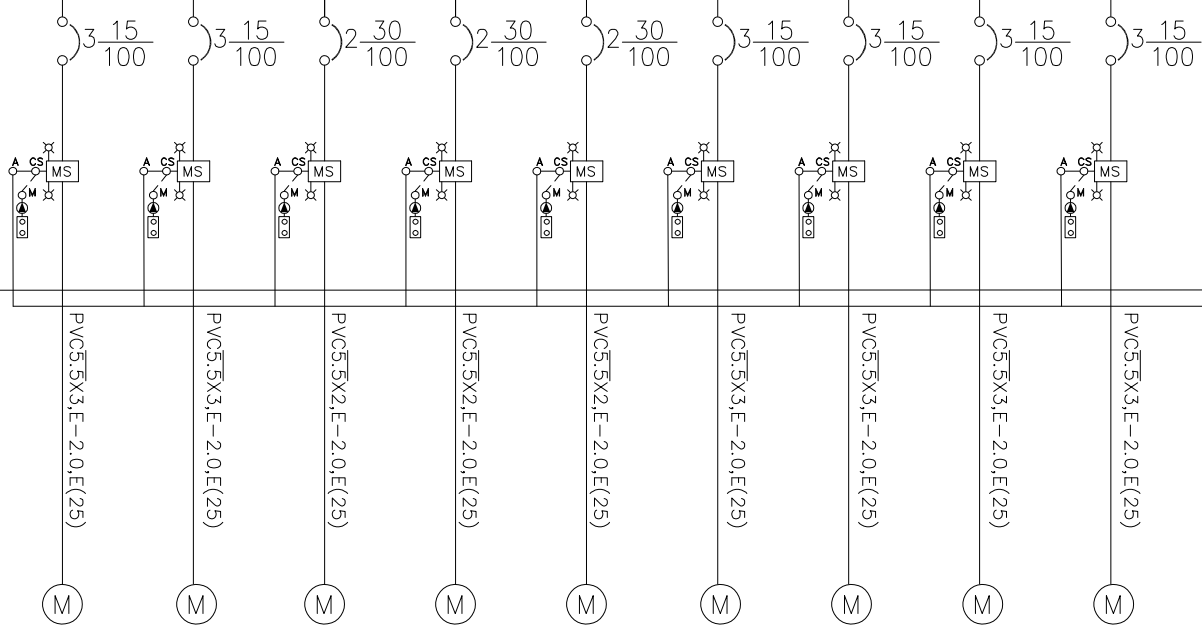 3 15/100 3 15/100 2 30/100 2 30/100 2 30/100 3 15/100 3 15/100 3 15/100 3 15/100
A CS MS A CS MS A CS MS A CS MS A CS MS A CS MS A CS MS A CS MS A CS MS
M M M M M M M M M
PVC5.5X3,E-2.0,E(25)
PVC5.5X3,E-2.0,E(25)
PVC5.5X2,E-2.0,E(25)
PVC5.5X2,E-2.0,E(25)
PVC5.5X2,E-2.0,E(25)
PVC5.5X3,E-2.0,E(25)
PVC5.5X3,E-2.0,E(25)
PVC5.5X3,E-2.0,E(25)
PVC5.5X3,E-2.0,E(25)
M M M M M M M M M